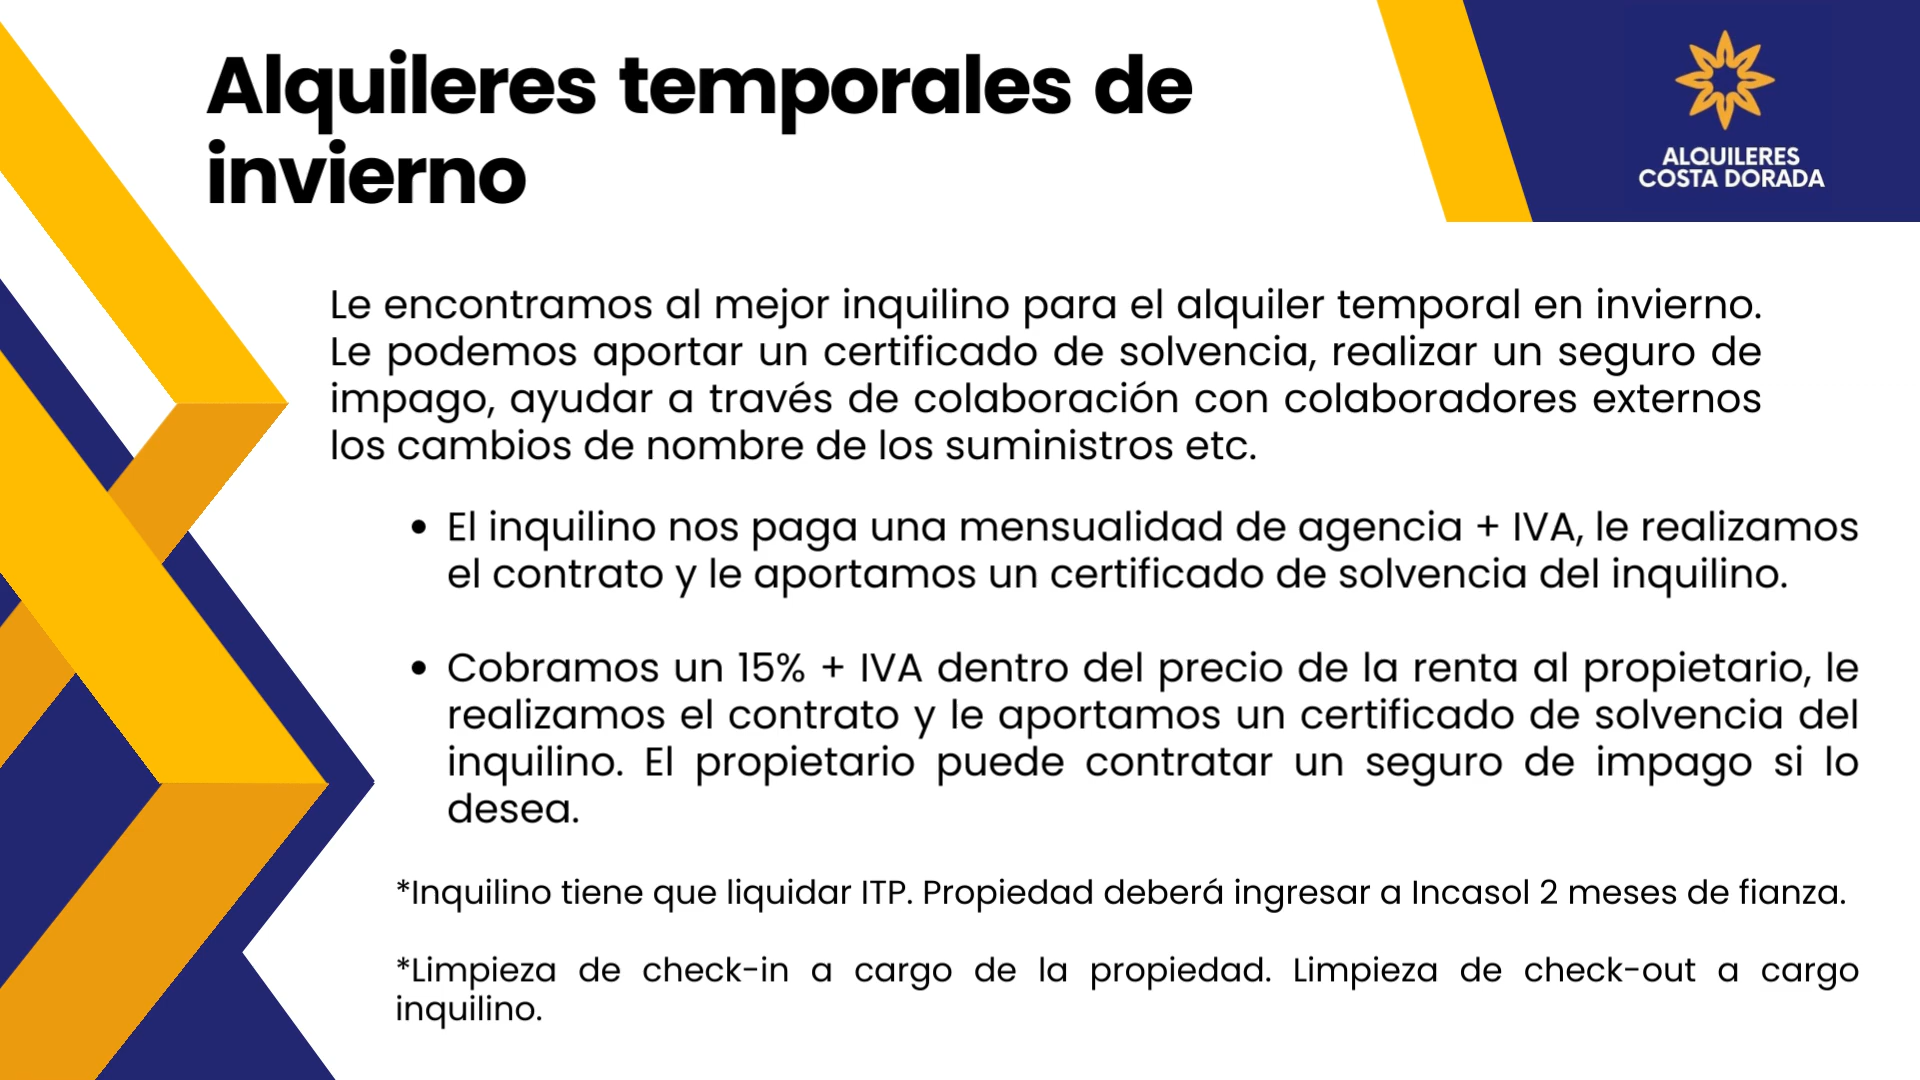 Alquileres temporales de
invierno
ALQUILERES
COSTA DORADA
Le encontramos al mejor inquilino para el alquiler temporal en invierno.
Le podemos aportar un certificado de solvencia, realizar un seguro de
impago, ayudar a través de colaboración con colaboradores externos
los cambios de nombre de los suministros etc.
• El inquilino nos paga una mensualidad de agencia + IVA, le realizamos
el contrato y le aportamos un certificado de solvencia del inquilino.
• Cobramos un 15% + IVA dentro del precio de la renta al propietario, le
realizamos el contrato y le aportamos un certificado de solvencia del
inquilino. El propietario puede contratar un seguro de impago si lo
desea.
*Inquilino tiene que liquidar ITP. Propiedad deberá ingresar a Incasol 2 meses de fianza.
*Limpieza de check-in a cargo de la propiedad. Limpieza de check-out a cargo
inquilino.